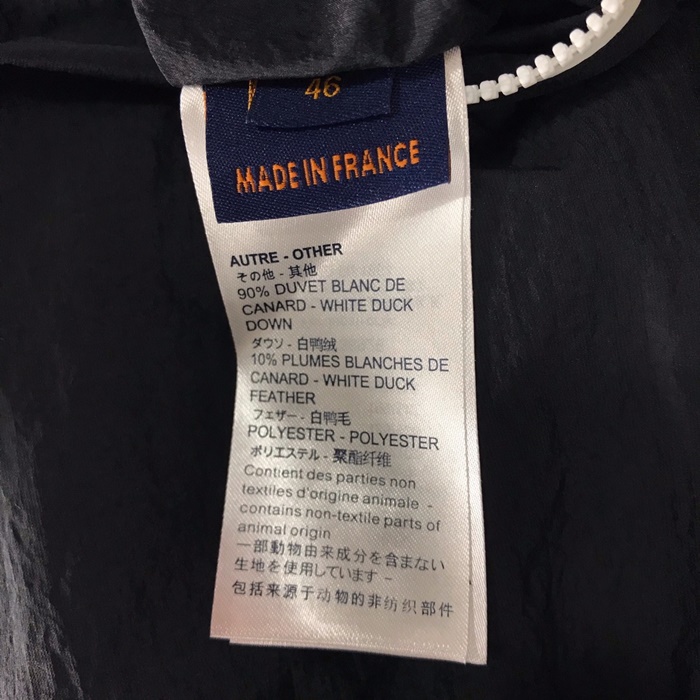 46
MADE IN FRANCE
AUTRE - OTHER
その他 - 其他
90% DUVET BLANC DE
CANARD - WHITE DUCK
DOWN
ダウソ - 白鸭绒
10% PLUMES BLANCHES DE
CANARD - WHITE DUCK
FEATHER
フェザー - 白鸭毛
POLYESTER - POLYESTER
ポリエステル - 聚酯纤维
Contient des parties non
textiles d'origine animale -
contains non-textile parts of
animal origin
一部動物由来成分を含まない
生地を使用しています -
包括来源于动物的非纺织部件